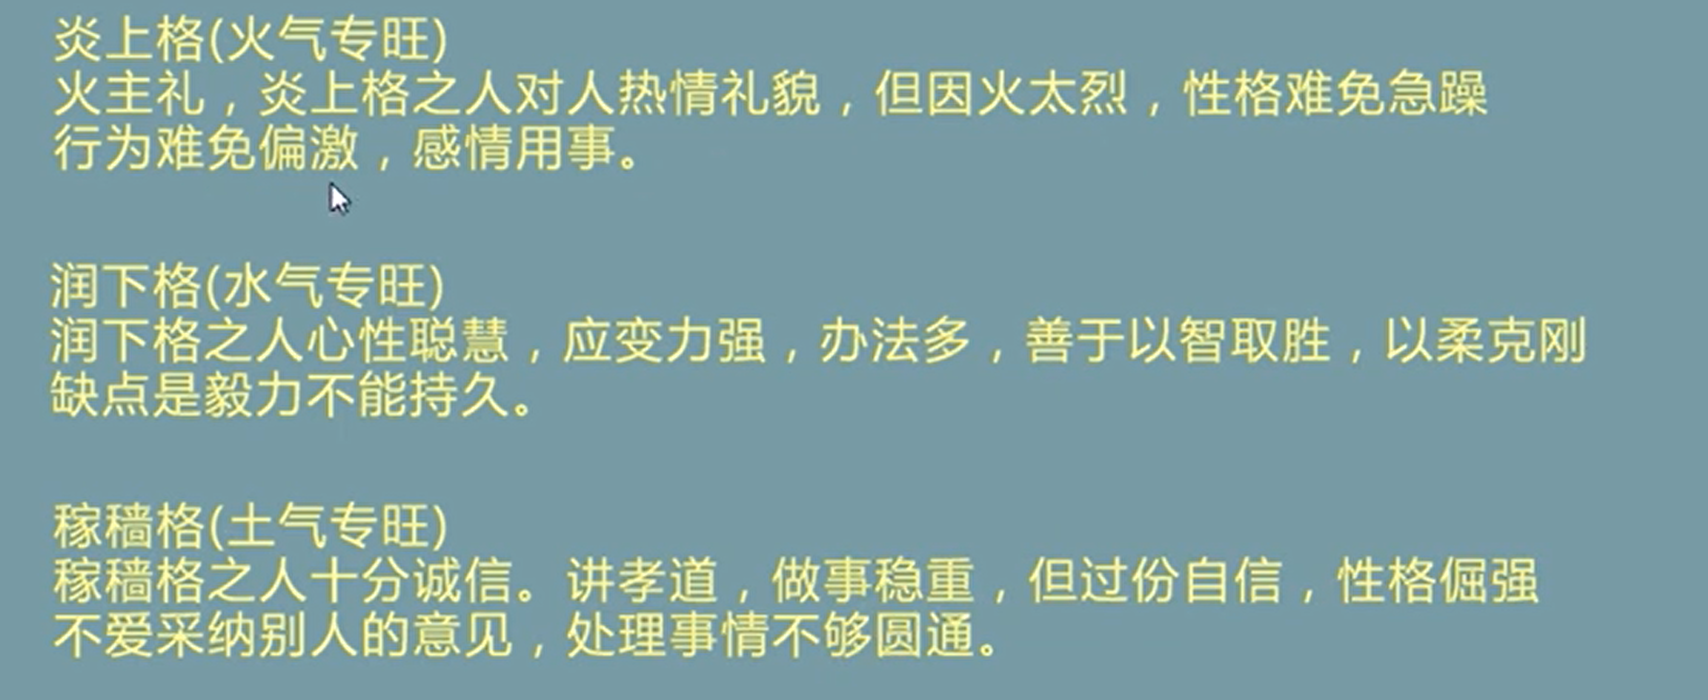 炎上格(火气专旺)
火主礼，炎上格之人对人热情礼貌，但因火太烈，性格难免急躁
行为难免偏激，感情用事。
润下格(水气专旺)
润下格之人心性聪慧，应变力强，办法多，善于以智取胜，以柔克刚
缺点是毅力不能持久。
稼穑格(土气专旺)
稼穑格之人十分诚信。讲孝道，做事稳重，但过份自信，性格倔强
不爱采纳别人的意见，处理事情不够圆通。